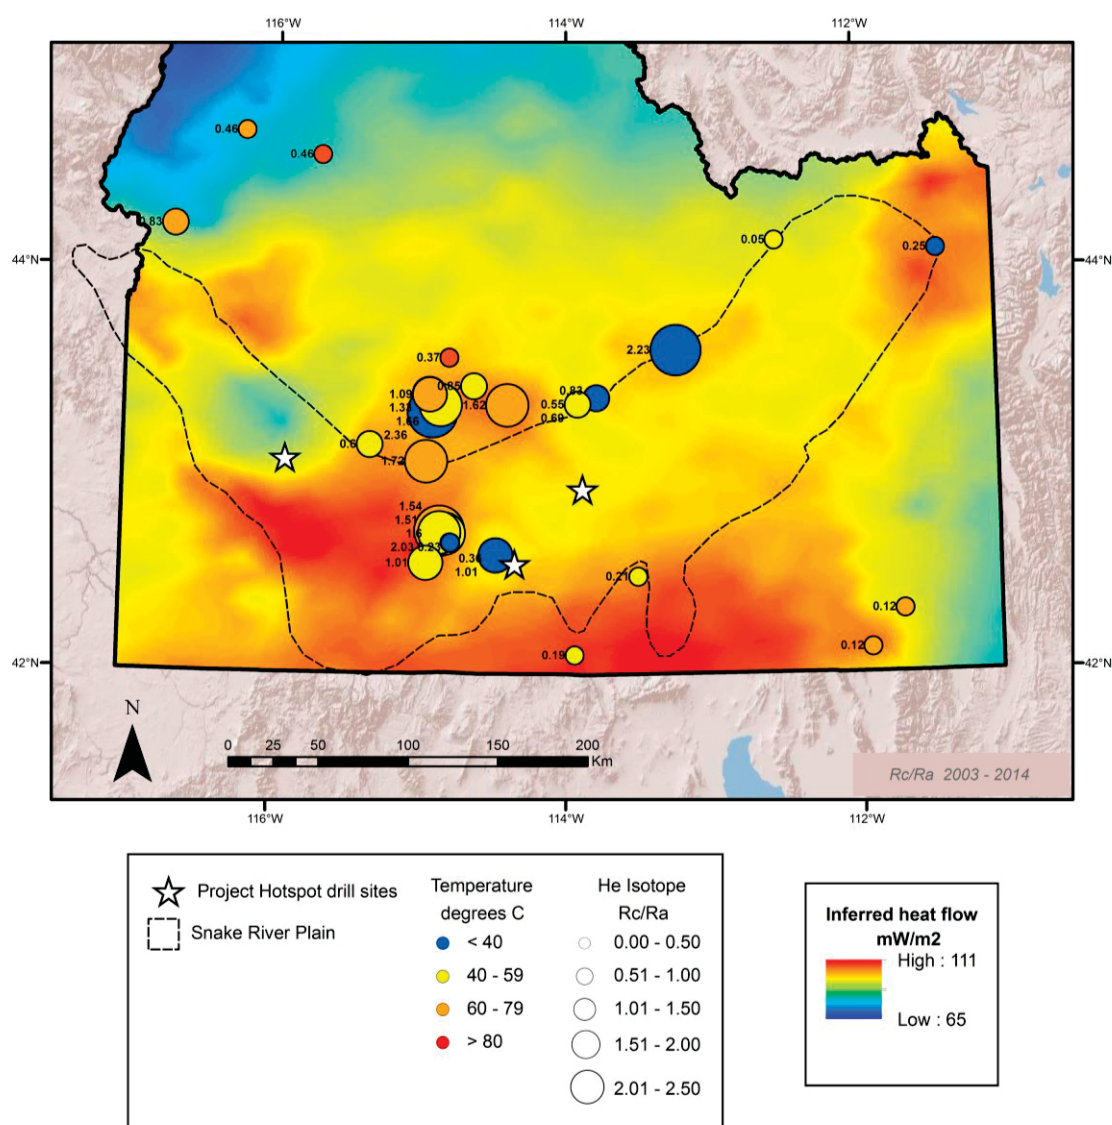 116°W 114°W 112°W
0.46
0.46
0.83
0.05
44°N 0.25 44°N
2.23
0.37
0.85
0.83
1.09
1.62 0.55
1.33
0.69
1.66
2.36
0.6
1.72
1.54
1.51
1.6
2.03 0.23
0.36
1.01
1.01
0.21
0.12
0.12
0.19
42°N 42°N
N
0 25 50 100 150 200
Km
Rc/Ra 2003 - 2014
116°W 114°W 112°W
Project Hotspot drill sites
Snake River Plain
Temperature
degrees C
< 40
40 - 59
60 - 79
> 80
He Isotope
Rc/Ra
0.00 - 0.50
0.51 - 1.00
1.01 - 1.50
1.51 - 2.00
2.01 - 2.50
Inferred heat flow
mW/m2
High : 111
Low : 65